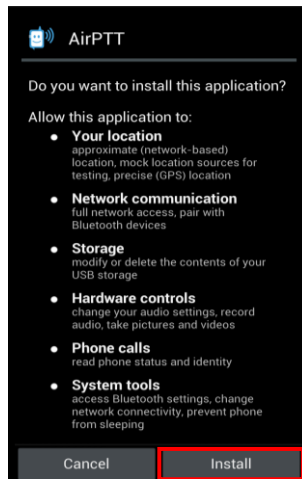 AirPTT
Do you want to install this application?
Allow this application to:
● Your location
approximate (network-based)
location, mock location sources for
testing, precise (GPS) location
● Network communication
full network access, pair with
Bluetooth devices
● Storage
modify or delete the contents of your
USB storage
● Hardware controls
change your audio settings, record
audio, take pictures and videos
● Phone calls
read phone status and identity
● System tools
access Bluetooth settings, change
network connectivity, prevent phone
from sleeping
Cancel Install